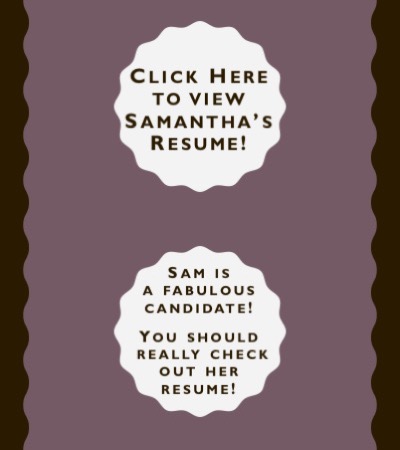 Click Here
to view
Samantha's
Resume!
Sam is
a fabulous
candidate!
You should
really check
out her
resume!